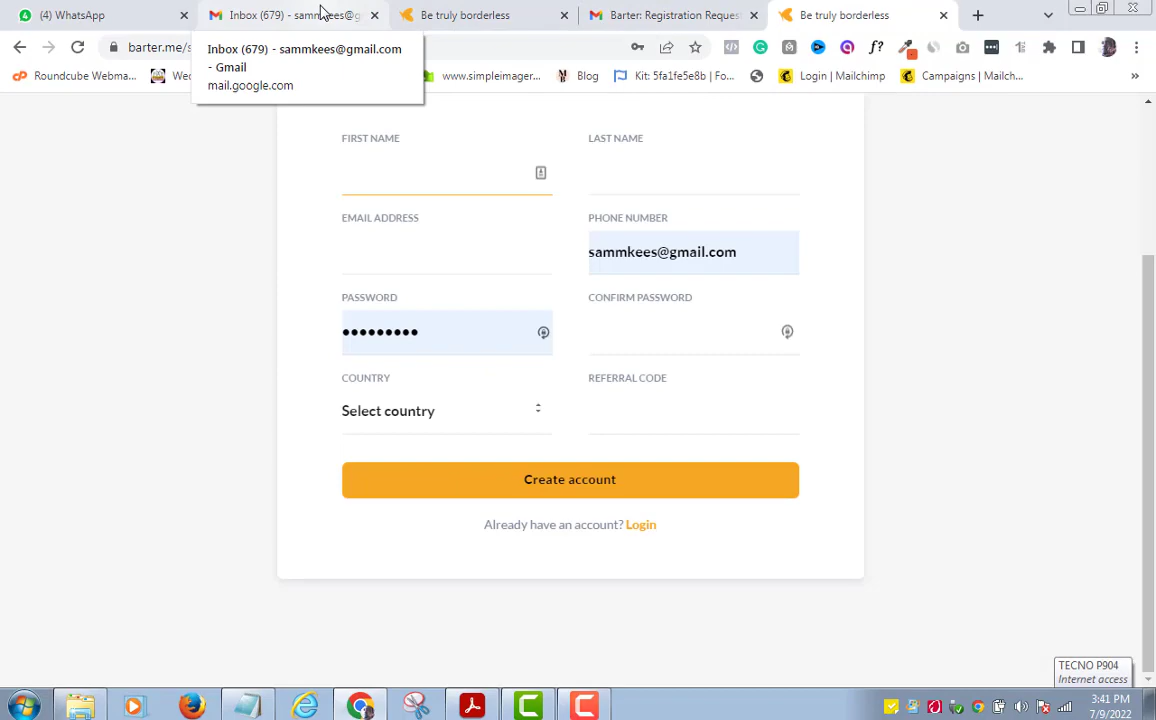 (4) WhatsApp
Inbox (679) - sammkees@g
Be truly borderless
Barter: Registration Reques
Be truly borderless
barter.me/s
Inbox (679) - sammkees@gmail.com
- Gmail
mail.google.com
Roundcube Webma...
Wec
www.simpleimager...
Blog
Kit: 5fa1fe5e8b | Fo...
Login | Mailchimp
Campaigns | Mailch...
»
FIRST NAME
LAST NAME
EMAIL ADDRESS
PHONE NUMBER
sammkees@gmail.com
PASSWORD
CONFIRM PASSWORD
•••••••••
COUNTRY
REFERRAL CODE
Select country
Create account
Already have an account? Login
TECNO P904
Internet access
3:41 PM
7/9/2022